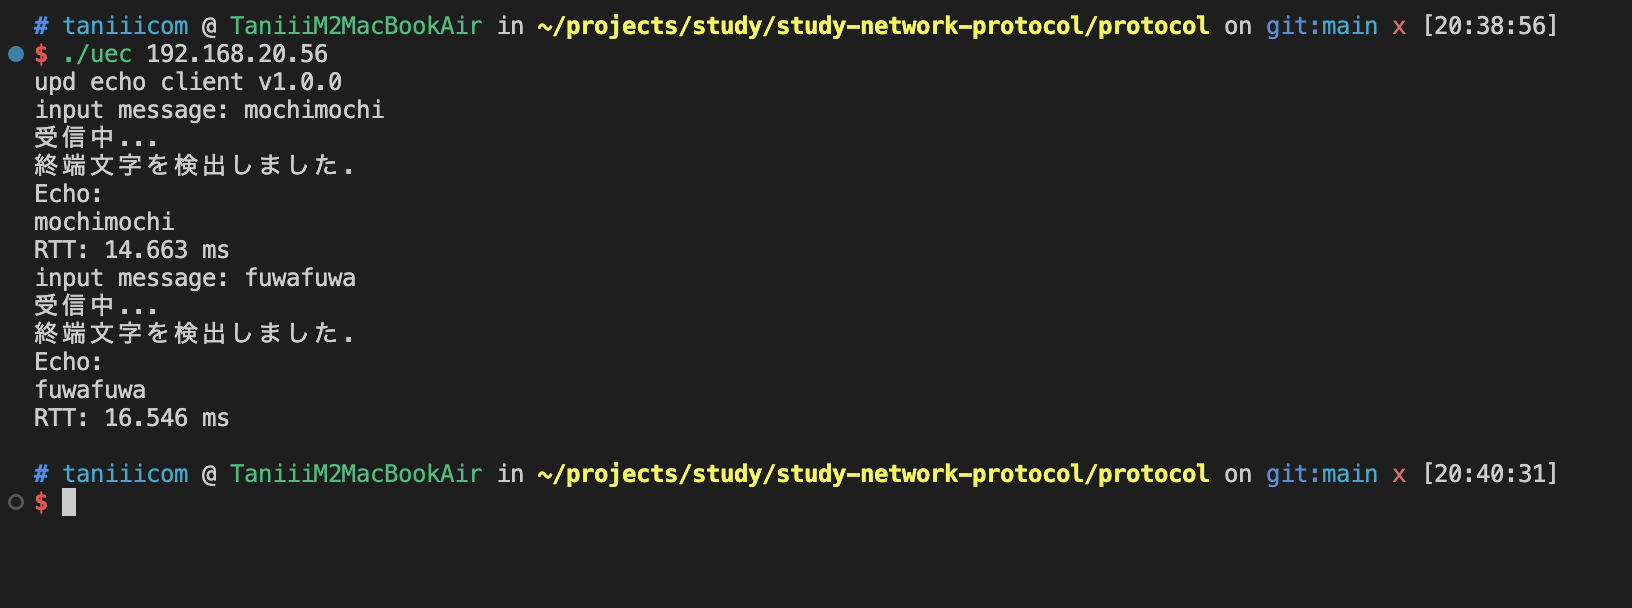 # taniiicom @ TaniiiM2MacBookAir in ~/projects/study/study-network-protocol/protocol on git:main x [20:38:56]
$ ./uec 192.168.20.56
upd echo client v1.0.0
input message: mochimochi
受信中...
終端文字を検出しました.
Echo:
mochimochi
RTT: 14.663 ms
input message: fuwafuwa
受信中...
終端文字を検出しました.
Echo:
fuwafuwa
RTT: 16.546 ms
# taniiicom @ TaniiiM2MacBookAir in ~/projects/study/study-network-protocol/protocol on git:main x [20:40:31]
$